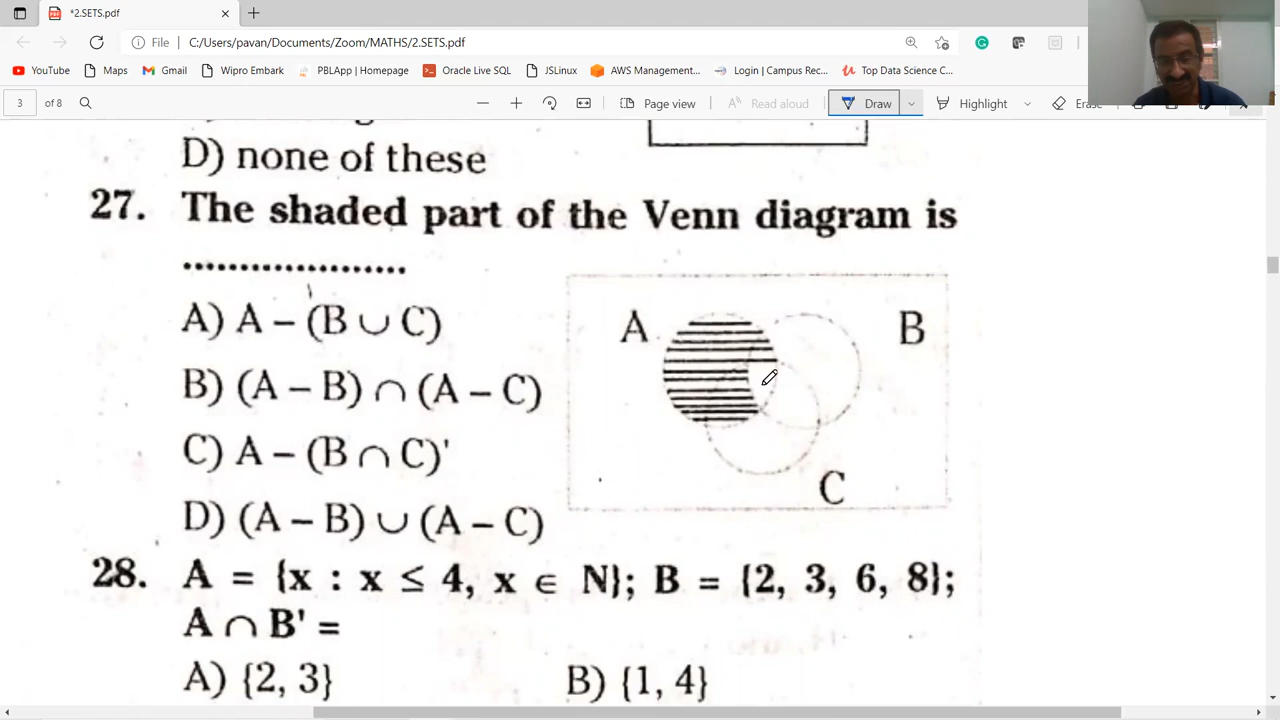 *2.SETS.pdf
File C:/Users/pavan/Documents/Zoom/MATHS/2.SETS.pdf
YouTube Maps Gmail Wipro Embark- PBLApp | Homepage Oracle Live SQL JSLinux AWS Management... Login | Campus Rec... Top Data Science C...
3 of 8 Page view Read aloud Draw Highlight
D) none of these
27. The shaded part of the Venn diagram is
....................
A) A – (B ∪ C)
B) (A – B) ∩ (A – C)
C) A – (B ∩ C)'
D) (A – B) ∪ (A – C)
A B
C
28. A = {x : x ≤ 4, x ∈ N}; B = {2, 3, 6, 8};
A ∩ B' =
A) {2, 3} B) {1, 4}